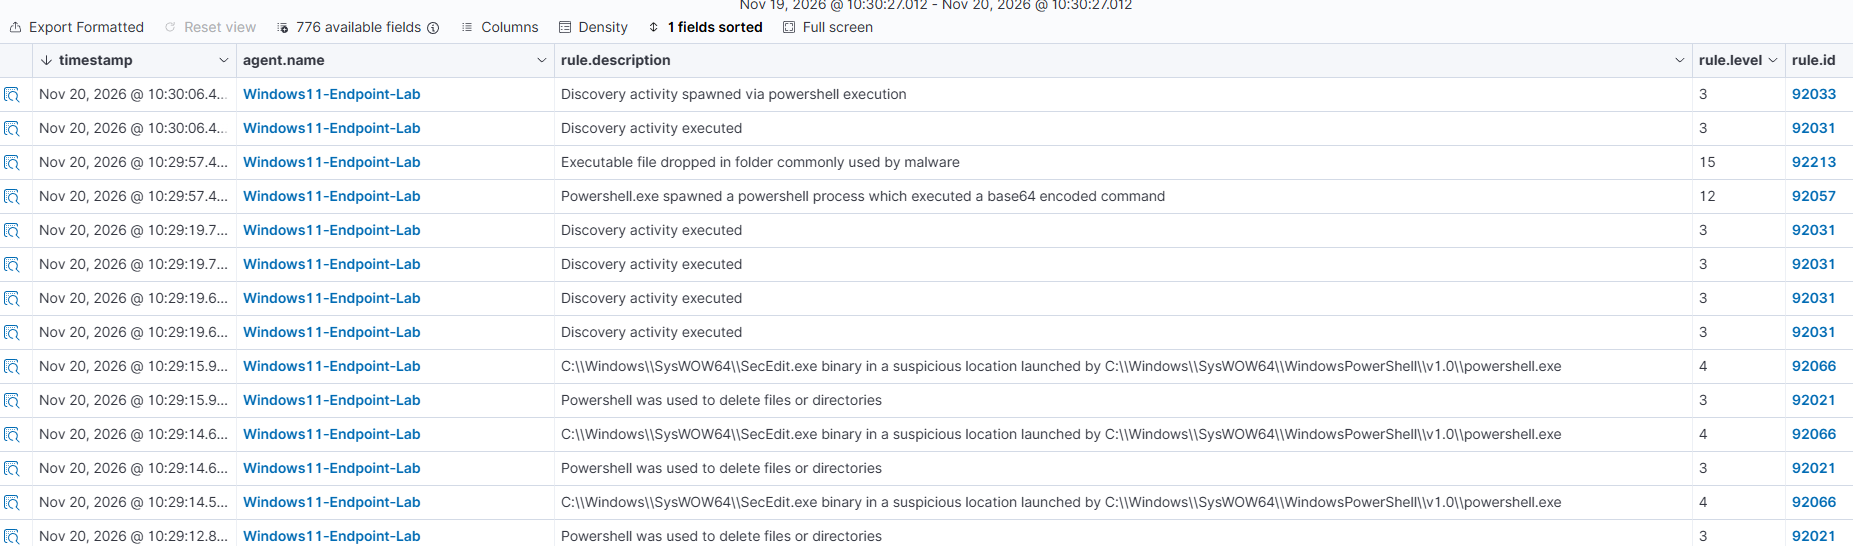 Nov 19, 2026 @ 10:30:27.012 - Nov 20, 2026 @ 10:30:27.012
Export Formatted Reset view 776 available fields Columns Density 1 fields sorted Full screen
timestamp agent.name rule.description rule.level rule.id
Nov 20, 2026 @ 10:30:06.4... Windows11-Endpoint-Lab Discovery activity spawned via powershell execution 3 92033
Nov 20, 2026 @ 10:30:06.4... Windows11-Endpoint-Lab Discovery activity executed 3 92031
Nov 20, 2026 @ 10:29:57.4... Windows11-Endpoint-Lab Executable file dropped in folder commonly used by malware 15 92213
Nov 20, 2026 @ 10:29:57.4... Windows11-Endpoint-Lab Powershell.exe spawned a powershell process which executed a base64 encoded command 12 92057
Nov 20, 2026 @ 10:29:19.7... Windows11-Endpoint-Lab Discovery activity executed 3 92031
Nov 20, 2026 @ 10:29:19.7... Windows11-Endpoint-Lab Discovery activity executed 3 92031
Nov 20, 2026 @ 10:29:19.6... Windows11-Endpoint-Lab Discovery activity executed 3 92031
Nov 20, 2026 @ 10:29:19.6... Windows11-Endpoint-Lab Discovery activity executed 3 92031
Nov 20, 2026 @ 10:29:15.9... Windows11-Endpoint-Lab C:\\Windows\\SysWOW64\\SecEdit.exe binary in a suspicious location launched by C:\\Windows\\SysWOW64\\WindowsPowerShell\\v1.0\\powershell.exe 4 92066
Nov 20, 2026 @ 10:29:15.9... Windows11-Endpoint-Lab Powershell was used to delete files or directories 3 92021
Nov 20, 2026 @ 10:29:14.6... Windows11-Endpoint-Lab C:\\Windows\\SysWOW64\\SecEdit.exe binary in a suspicious location launched by C:\\Windows\\SysWOW64\\WindowsPowerShell\\v1.0\\powershell.exe 4 92066
Nov 20, 2026 @ 10:29:14.6... Windows11-Endpoint-Lab Powershell was used to delete files or directories 3 92021
Nov 20, 2026 @ 10:29:14.5... Windows11-Endpoint-Lab C:\\Windows\\SysWOW64\\SecEdit.exe binary in a suspicious location launched by C:\\Windows\\SysWOW64\\WindowsPowerShell\\v1.0\\powershell.exe 4 92066
Nov 20, 2026 @ 10:29:12.8... Windows11-Endpoint-Lab Powershell was used to delete files or directories 3 92021